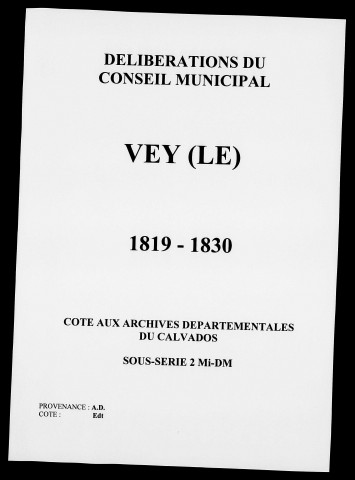 DELIBERATIONS DU
CONSEIL MUNICIPAL
VEY (LE)
1819 - 1830
COTE AUX ARCHIVES DEPARTEMENTALES
DU CALVADOS
SOUS-SERIE 2 Mi-DM
PROVENANCE : A.D.
COTE : Edt